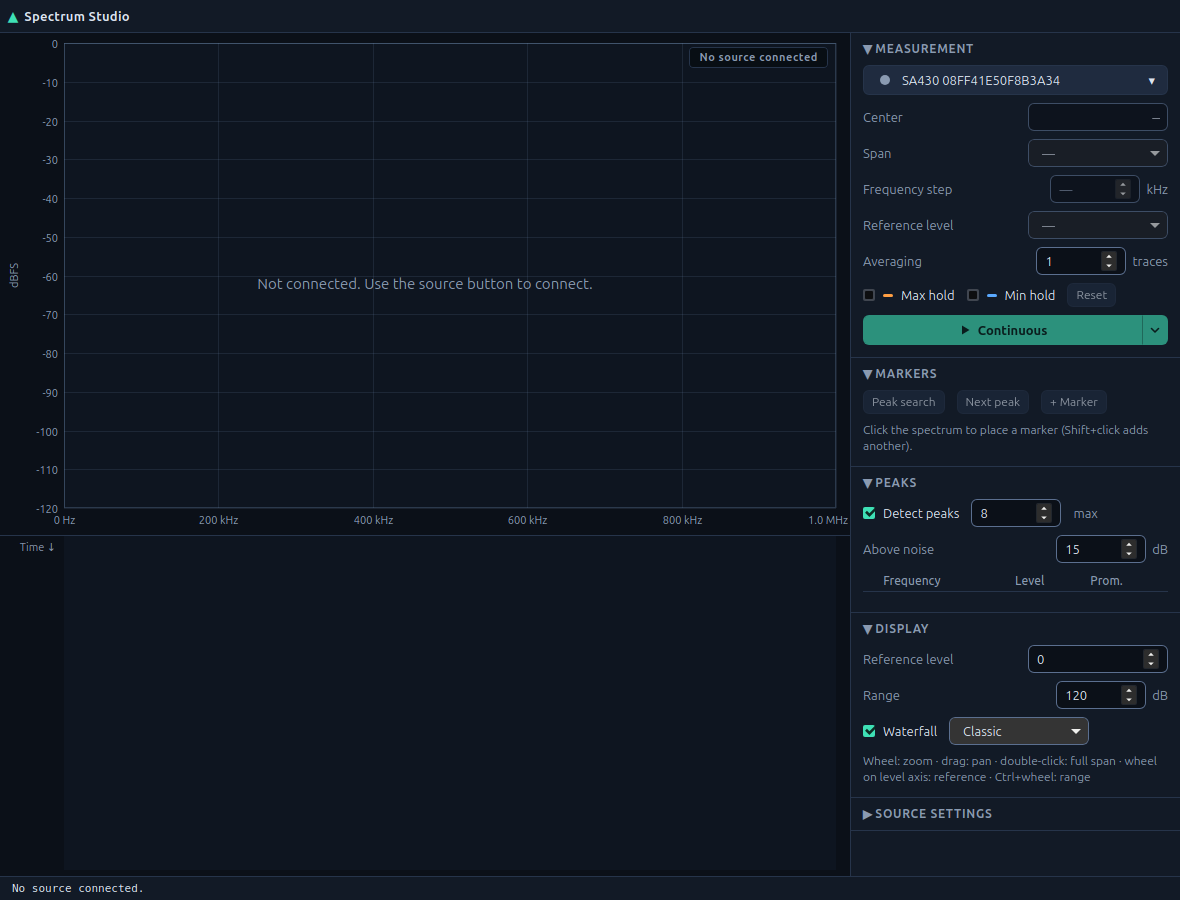 Spectrum Studio
No source connected
0
-10
-20
-30
-40
-50
-60
-70
-80
-90
-100
-110
-120
dBFS
Not connected. Use the source button to connect.
0 Hz 200 kHz 400 kHz 600 kHz 800 kHz 1.0 MHz
Time ↓
▼ MEASUREMENT
SA430 08FF41E50F8B3A34
Center —
Span —
Frequency step — kHz
Reference level —
Averaging 1 traces
Max hold Min hold Reset
Continuous
▼ MARKERS
Peak search Next peak + Marker
Click the spectrum to place a marker (Shift+click adds
another).
▼ PEAKS
Detect peaks 8 max
Above noise 15 dB
Frequency Level Prom.
▼ DISPLAY
Reference level 0
Range 120 dB
Waterfall Classic
Wheel: zoom · drag: pan · double-click: full span · wheel
on level axis: reference · Ctrl+wheel: range
▶ SOURCE SETTINGS
No source connected.